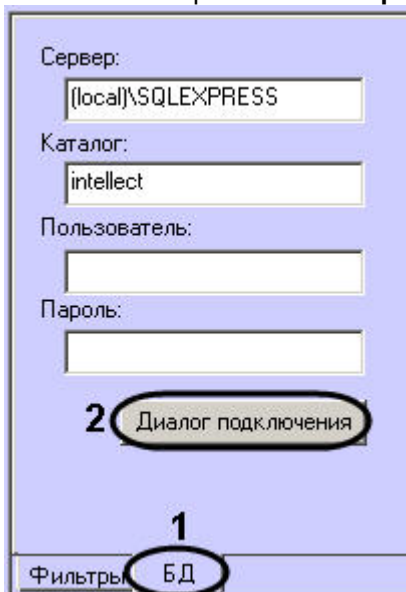 Сервер:
(local)\SQLEXPRESS
Каталог:
intellect
Пользователь:
Пароль:
2 Диалог подключения
1
Фильтры БД